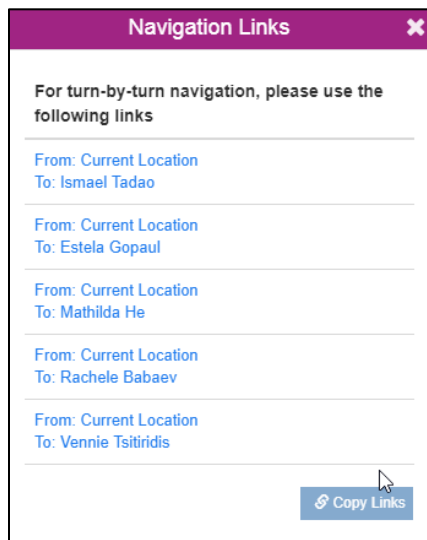 Navigation Links
For turn-by-turn navigation, please use the
following links
From: Current Location
To: Ismael Tadao
From: Current Location
To: Estela Gopaul
From: Current Location
To: Mathilda He
From: Current Location
To: Rachele Babaev
From: Current Location
To: Vennie Tsitiridis
Copy Links